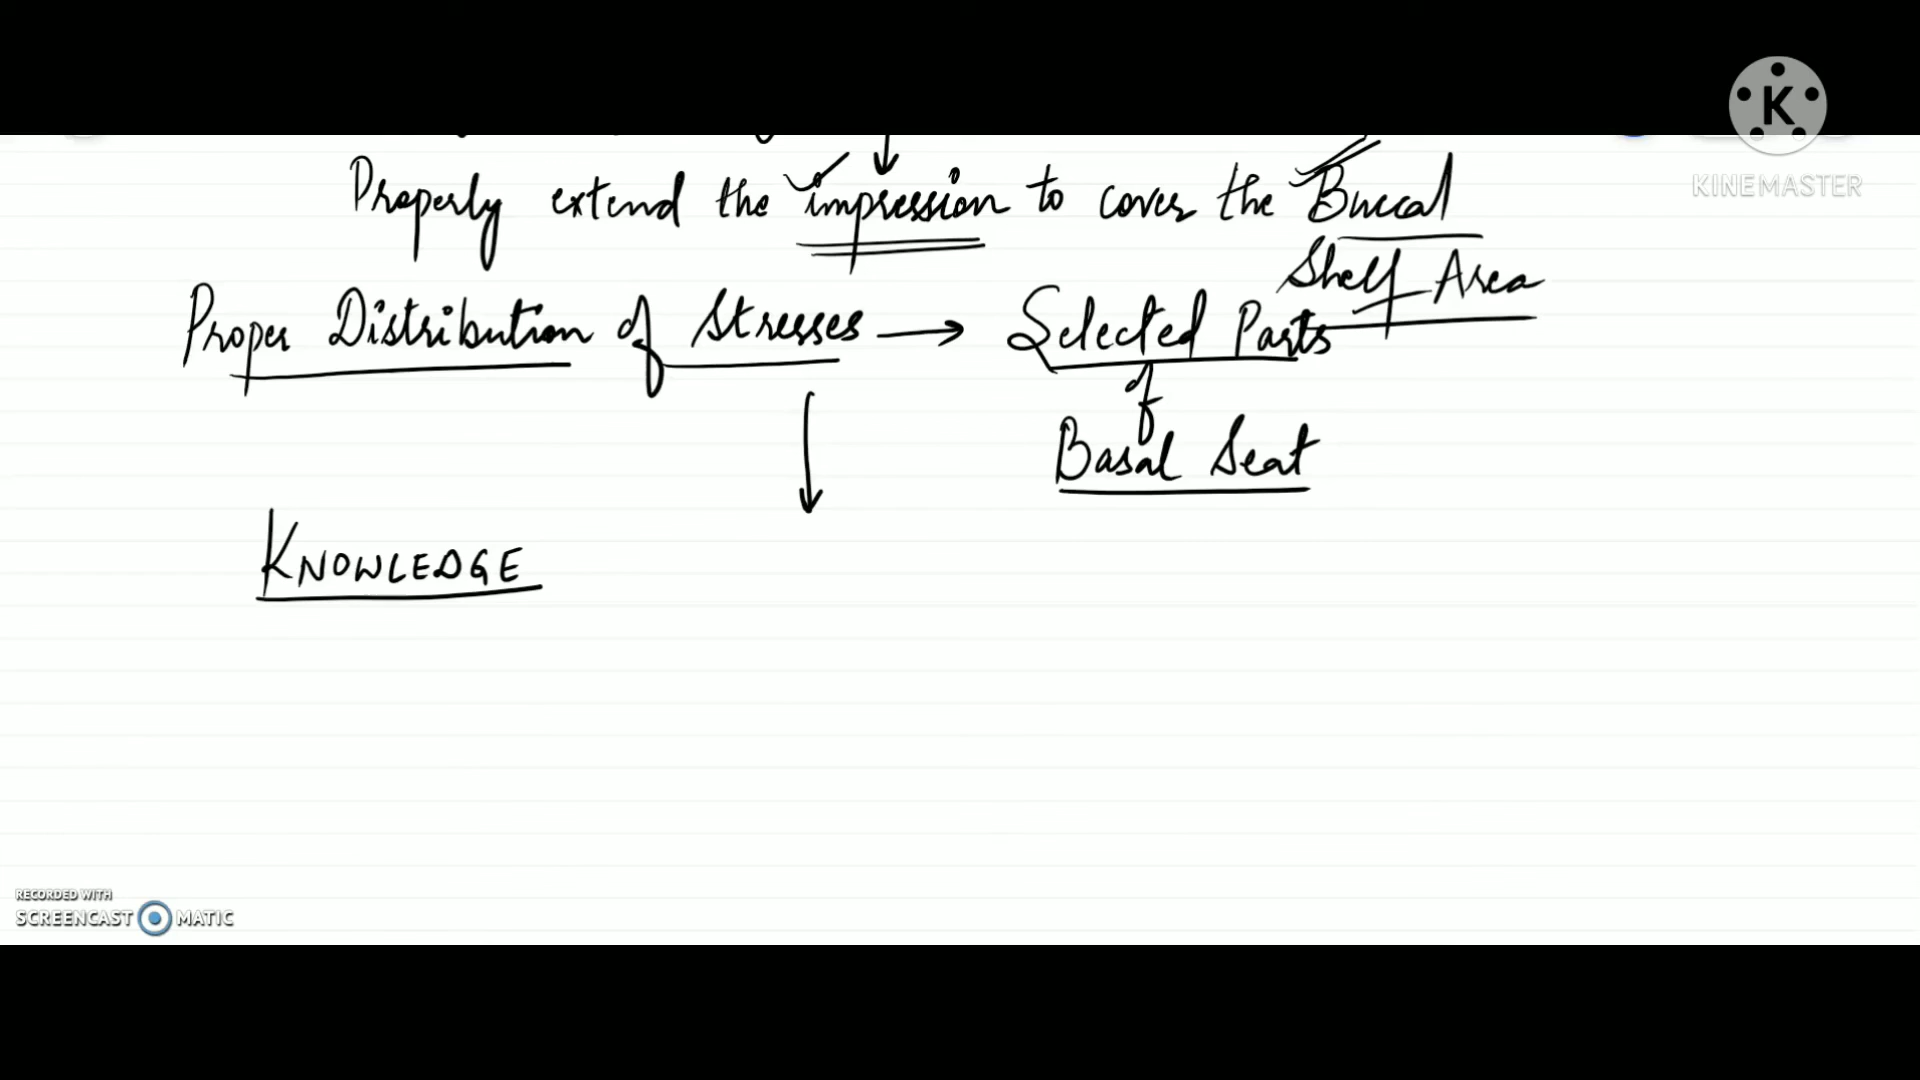 K
KINEMASTER
Properly extend the impression to cover the Buccal
Shelf Area
Proper Distribution of Stresses → Selected Parts
of
Basal Seat
KNOWLEDGE
RECORDED WITH
SCREENCAST MATIC